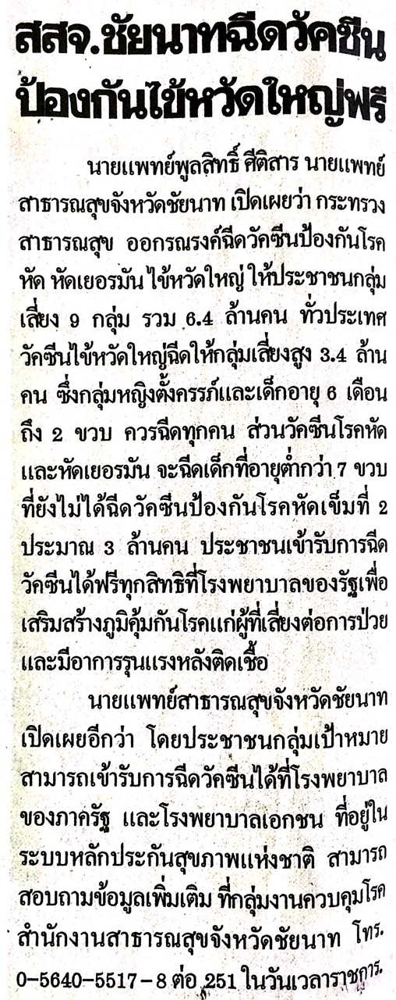 สสจ.ชัยนาทฉีดวัคซีน
ป้องกันไข้หวัดใหญ่ฟรี
นายแพทย์พูลสิทธิ์ ศีติสาร นายแพทย์
สาธารณสุขจังหวัดชัยนาท เปิดเผยว่า กระทรวง
สาธารณสุข ออกรณรงค์ฉีดวัคซีนป้องกันโรค
หัด หัดเยอรมัน ไข้หวัดใหญ่ ให้ประชาชนกลุ่ม
เสี่ยง 9 กลุ่ม รวม 6.4 ล้านคน ทั่วประเทศ
วัคซีนไข้หวัดใหญ่ฉีดให้กลุ่มเสี่ยงสูง 3.4 ล้าน
คน ซึ่งกลุ่มหญิงตั้งครรภ์และเด็กอายุ 6 เดือน
ถึง 2 ขวบ ควรฉีดทุกคน ส่วนวัคซีนโรคหัด
และหัดเยอรมัน จะฉีดเด็กที่อายุต่ำกว่า 7 ขวบ
ที่ยังไม่ได้ฉีดวัคซีนป้องกันโรคหัดเข็มที่ 2
ประมาณ 3 ล้านคน ประชาชนเข้ารับการฉีด
วัคซีนได้ฟรีทุกสิทธิที่โรงพยาบาลของรัฐเพื่อ
เสริมสร้างภูมิคุ้มกันโรคแก่ผู้ที่เสี่ยงต่อการป่วย
และมีอาการรุนแรงหลังติดเชื้อ
นายแพทย์สาธารณสุขจังหวัดชัยนาท
เปิดเผยอีกว่า โดยประชาชนกลุ่มเป้าหมาย
สามารถเข้ารับการฉีดวัคซีนได้ที่โรงพยาบาล
ของภาครัฐ และโรงพยาบาลเอกชน ที่อยู่ใน
ระบบหลักประกันสุขภาพแห่งชาติ สามารถ
สอบถามข้อมูลเพิ่มเติม ที่กลุ่มงานควบคุมโรค
สำนักงานสาธารณสุขจังหวัดชัยนาท โทร.
0-5640-5517-8 ต่อ 251 ในวันเวลาราชการ.